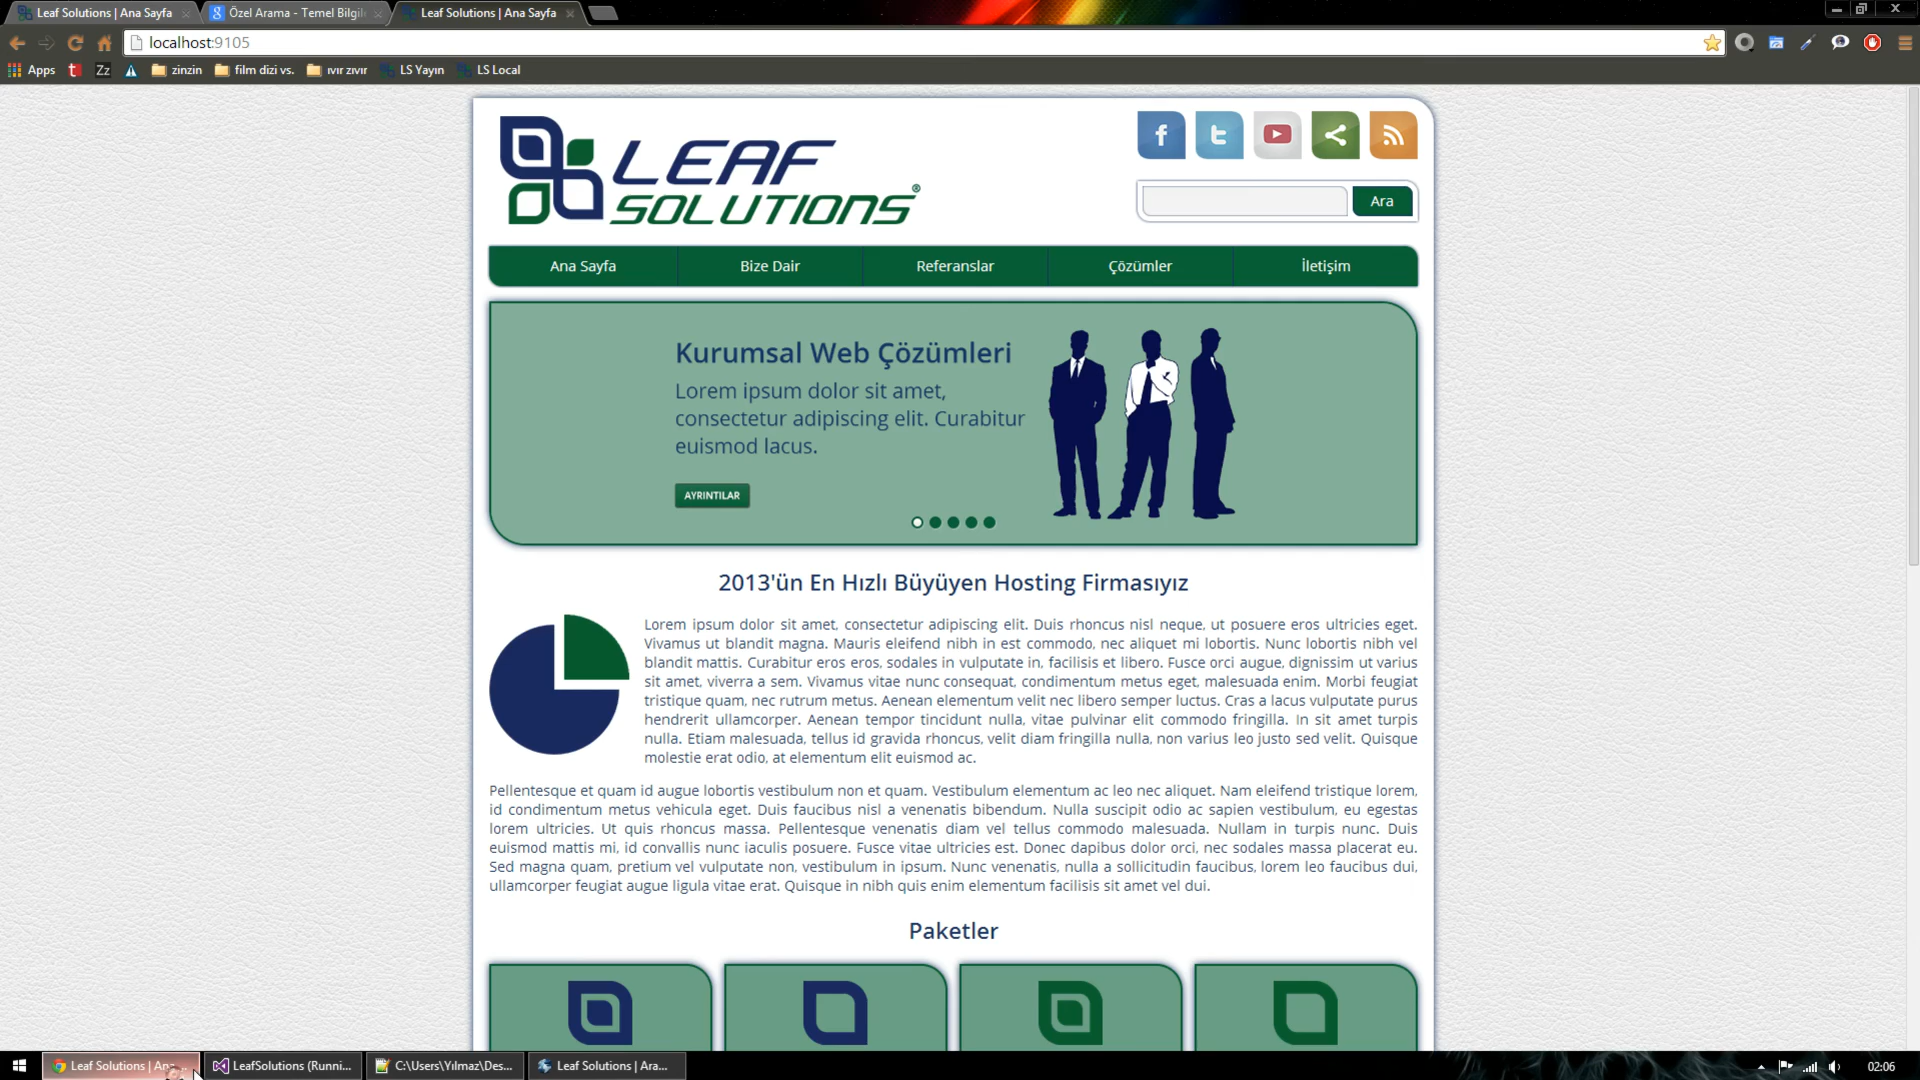 Leaf Solutions | Ana Sayfa
Özel Arama - Temel Bilgil
Leaf Solutions | Ana Sayfa
localhost:9105
Apps
t
Zz
zinzin
film dizi vs.
ıvır zıvır
LS Yayın
LS Local
LEAF
SOLUTIONS®
Ara
Ana Sayfa
Bize Dair
Referanslar
Çözümler
İletişim
Kurumsal Web Çözümleri
Lorem ipsum dolor sit amet,
consectetur adipiscing elit. Curabitur
euismod lacus.
AYRINTILAR
2013'ün En Hızlı Büyüyen Hosting Firmasıyız
Lorem ipsum dolor sit amet, consectetur adipiscing elit. Duis rhoncus nisl neque, ut posuere eros ultricies eget.
Vivamus ut blandit magna. Mauris eleifend nibh in est commodo, nec aliquet mi lobortis. Nunc lobortis nibh vel
blandit mattis. Curabitur eros eros, sodales in vulputate in, facilisis et libero. Fusce orci augue, dignissim ut varius
sit amet, viverra a sem. Vivamus vitae nunc consequat, condimentum metus eget, malesuada enim. Morbi feugiat
tristique quam, nec rutrum metus. Aenean elementum velit nec libero semper luctus. Cras a lacus vulputate purus
hendrerit ullamcorper. Aenean tempor tincidunt nulla, vitae pulvinar elit commodo fringilla. In sit amet turpis
nulla. Etiam malesuada, tellus id gravida rhoncus, velit diam fringilla nulla, non varius leo justo sed velit. Quisque
molestie erat odio, at elementum elit euismod ac.
Pellentesque et quam id augue lobortis vestibulum non et quam. Vestibulum elementum ac leo nec aliquet. Nam eleifend tristique lorem,
id condimentum metus vehicula eget. Duis faucibus nisl a venenatis bibendum. Nulla suscipit odio ac sapien vestibulum, eu egestas
lorem ultricies. Ut quis rhoncus massa. Pellentesque venenatis diam vel tellus commodo malesuada. Nullam in turpis nunc. Duis
euismod mattis mi, id convallis nunc iaculis posuere. Fusce vitae ultricies est. Donec dapibus dolor orci, nec sodales massa placerat eu.
Sed magna quam, pretium vel vulputate non, vestibulum in ipsum. Nunc venenatis, nulla a sollicitudin faucibus, lorem leo faucibus dui,
ullamcorper feugiat augue ligula vitae erat. Quisque in nibh quis enim elementum facilisis sit amet vel dui.
Paketler
Leaf Solutions | Ana ...
LeafSolutions (Runni...
C:\Users\Yılmaz\Des...
Leaf Solutions | Ara...
02:06